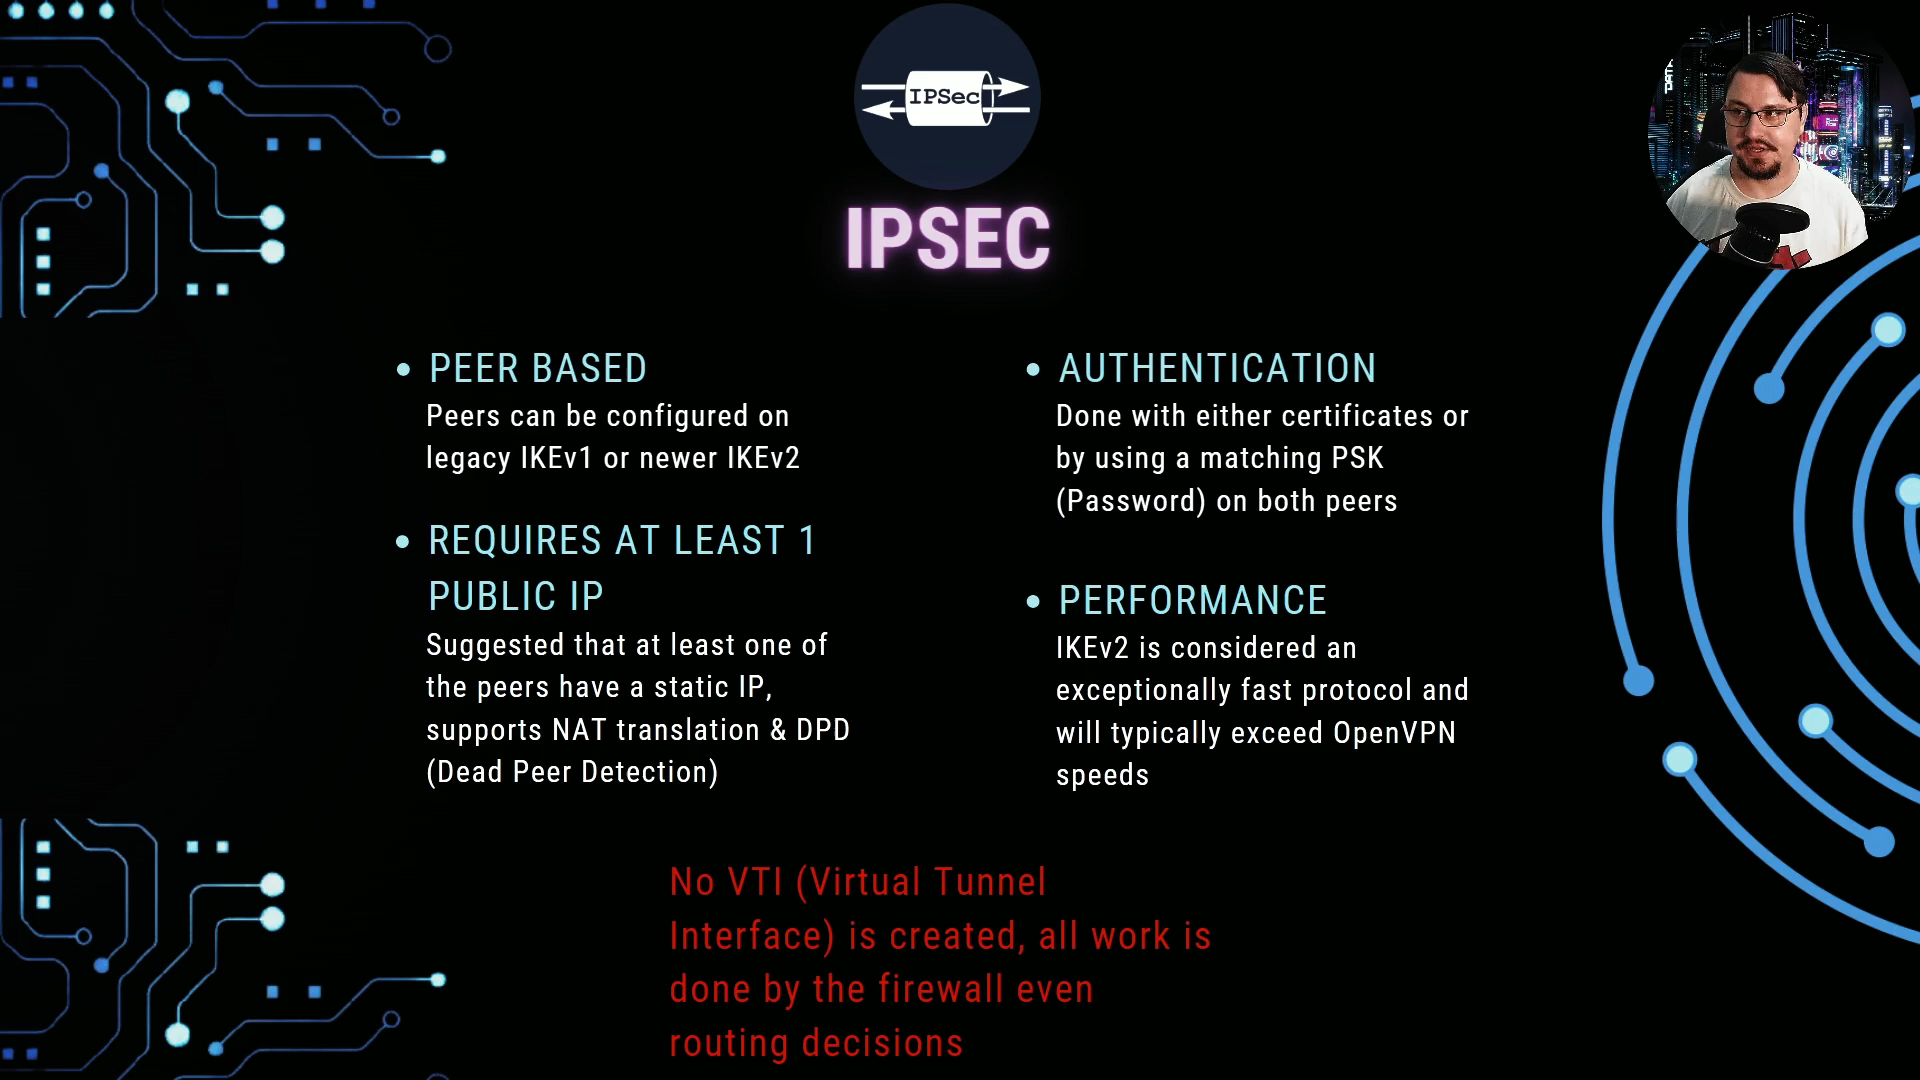 IPSec
IPSEC
PEER BASED
Peers can be configured on
legacy IKEv1 or newer IKEv2
REQUIRES AT LEAST 1
PUBLIC IP
Suggested that at least one of
the peers have a static IP,
supports NAT translation & DPD
(Dead Peer Detection)
AUTHENTICATION
Done with either certificates or
by using a matching PSK
(Password) on both peers
PERFORMANCE
IKEv2 is considered an
exceptionally fast protocol and
will typically exceed OpenVPN
speeds
No VTI (Virtual Tunnel
Interface) is created, all work is
done by the firewall even
routing decisions